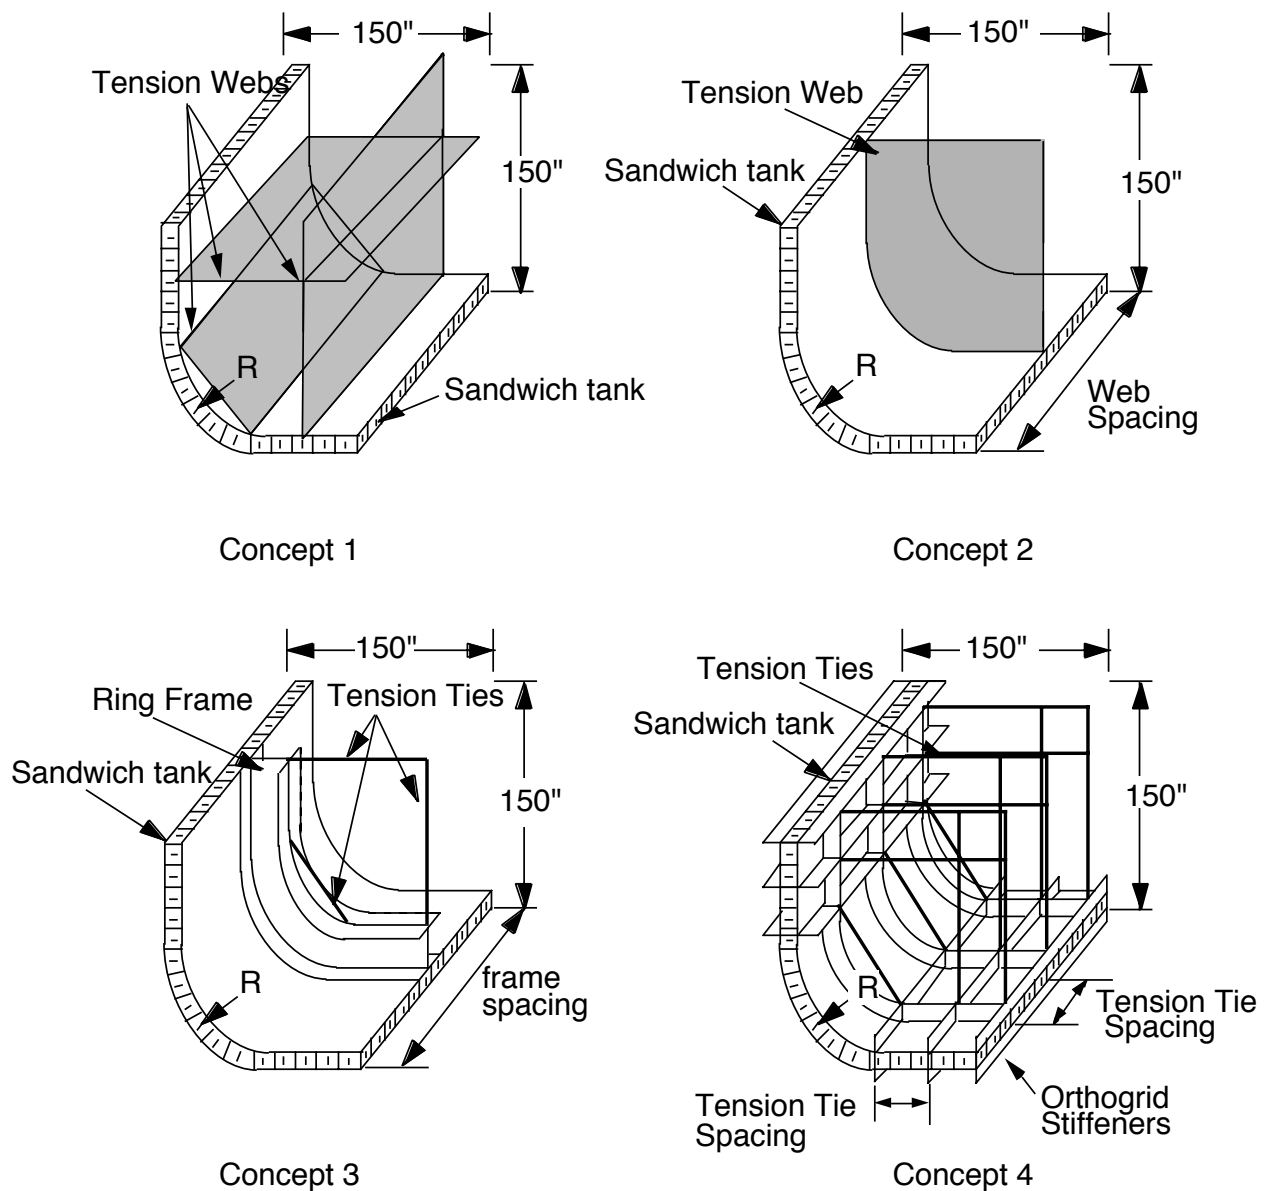 150"
Tension Webs
150"
R
Sandwich tank
Concept 1
150"
Tension Web
Sandwich tank
150"
R
Web
Spacing
Concept 2
150"
Ring Frame
Tension Ties
Sandwich tank
150"
R
frame
spacing
Concept 3
150"
Tension Ties
Sandwich tank
150"
R
Tension Tie
Spacing
Tension Tie
Spacing
Orthogrid
Stiffeners
Concept 4